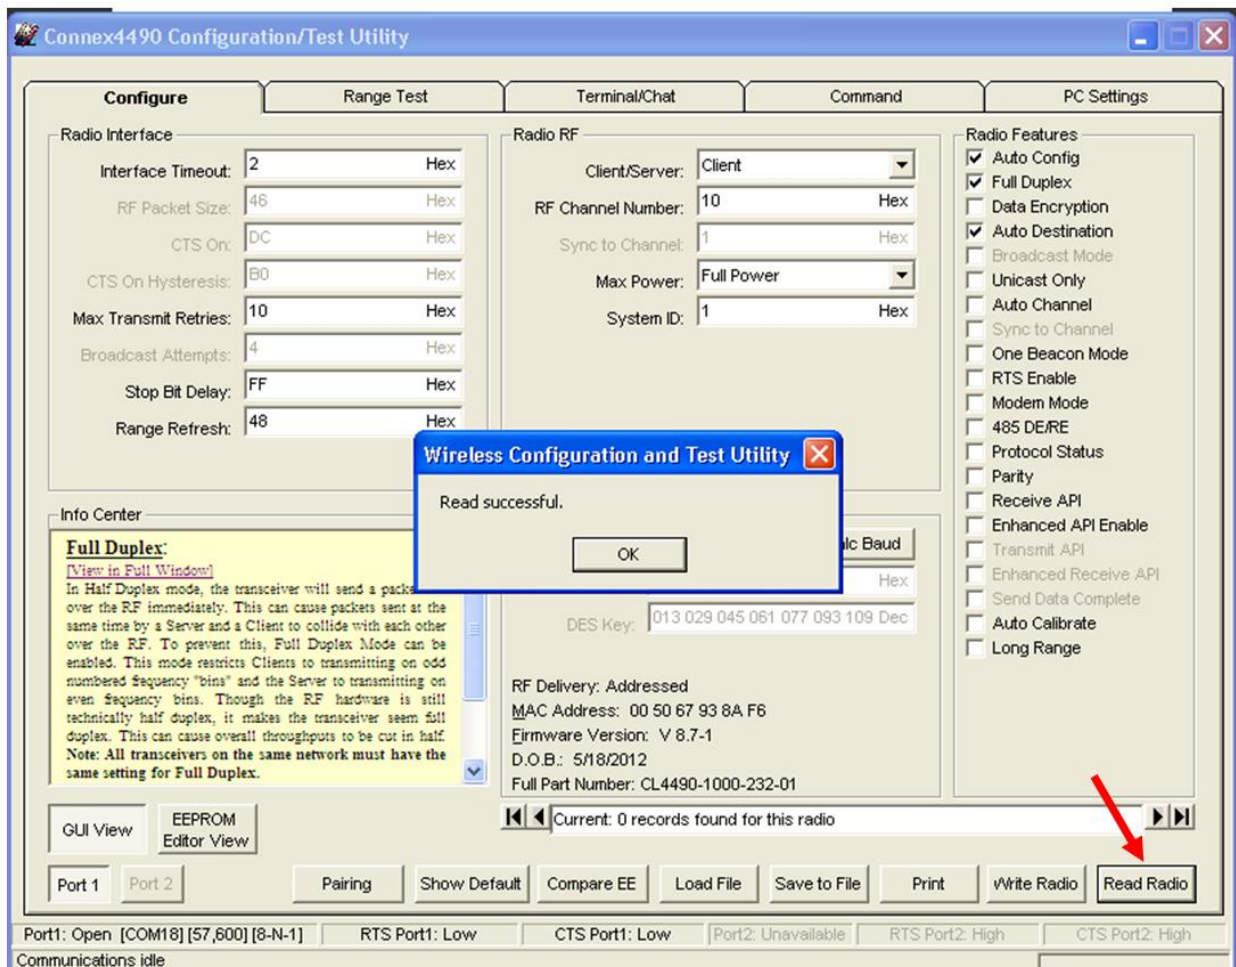 Connex4490 Configuration/Test Utility
Configure
Range Test
Terminal/Chat
Command
PC Settings
Radio Interface
Interface Timeout: 2 Hex
RF Packet Size: 46 Hex
CTS On: DC Hex
CTS On Hysteresis: B0 Hex
Max Transmit Retries: 10 Hex
Broadcast Attempts: 4 Hex
Stop Bit Delay: FF Hex
Range Refresh: 48 Hex
Radio RF
Client/Server: Client
RF Channel Number: 10 Hex
Sync to Channel: 1 Hex
Max Power: Full Power
System ID: 1 Hex
Radio Features
Auto Config
Full Duplex
Data Encryption
Auto Destination
Broadcast Mode
Unicast Only
Auto Channel
Sync to Channel
One Beacon Mode
RTS Enable
Modem Mode
485 DE/RE
Protocol Status
Parity
Receive API
Enhanced API Enable
Transmit API
Enhanced Receive API
Send Data Complete
Auto Calibrate
Long Range
Wireless Configuration and Test Utility
Read successful.
OK
Info Center
Full Duplex:
[View in Full Window]
In Half Duplex mode, the transceiver will send a
over the RF immediately. This can cause packets sent at the
same time by a Server and a Client to collide with each other
over the RF. To prevent this, Full Duplex Mode can be
enabled. This mode restricts Clients to transmitting on odd
numbered frequency "bins" and the Server to transmitting on
even frequency bins. Though the RF hardware is still
technically half duplex, it makes the transceiver seem full
duplex. This can cause overall throughputs to be cut in half.
Note: All transceivers on the same network must have the
same setting for Full Duplex.
Baud
Hex
DES Key: 013 029 045 061 077 093 109 Dec
RF Delivery: Addressed
MAC Address: 00 50 67 93 8A F6
Firmware Version: V 8.7-1
D.O.B.: 5/18/2012
Full Part Number: CL4490-1000-232-01
Current: 0 records found for this radio
GUI View
EEPROM
Editor View
Port 1
Port 2
Pairing
Show Default
Compare EE
Load File
Save to File
Print
Write Radio
Read Radio
Port1: Open [COM18] [57,600] [8-N-1]
RTS Port1: Low
CTS Port1: Low
Port2: Unavailable
RTS Port2: High
CTS Port2: High
Communications idle